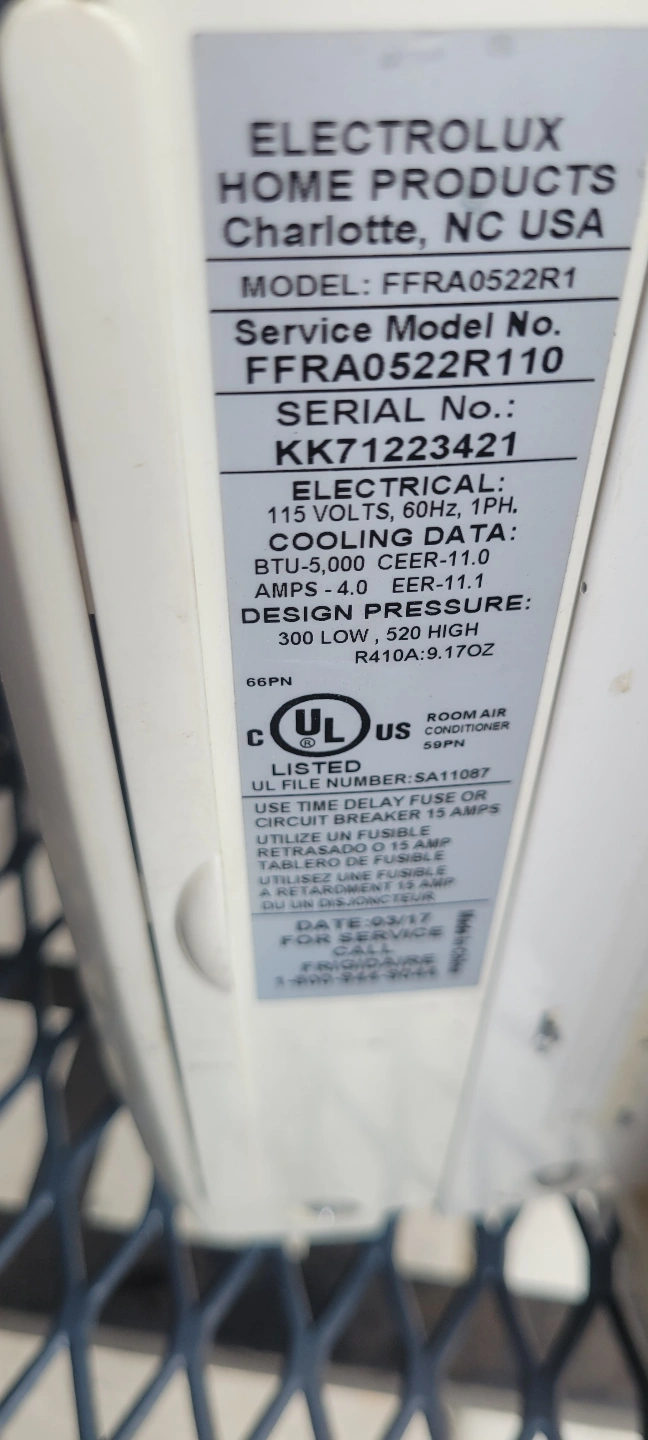 ELECTROLUX
HOME PRODUCTS
Charlotte, NC USA
MODEL: FFRA0522R1
Service Model No.
FFRA0522R110
SERIAL No.:
KK71223421
ELECTRICAL:
115 VOLTS, 60Hz, 1PH.
COOLING DATA:
BTU-5,000 CEER-11.0
AMPS - 4.0 EER-11.1
DESIGN PRESSURE:
300 LOW , 520 HIGH
R410A:9.17OZ
66PN
C UL® US
LISTED
ROOM AIR
CONDITIONER
59PN
UL FILE NUMBER:SA11087
USE TIME DELAY FUSE OR
CIRCUIT BREAKER 15 AMPS
UTILIZE UN FUSIBLE
RETRASADO O 15 AMP
TABLERO DE FUSIBLE
UTILISEZ UNE FUSIBLE
A RETARDMENT 15 AMP
DU UN DISJONCTEUR
DATE:03/17
FOR SERVICE
CALL
FRIGIDAIRE
Made in China